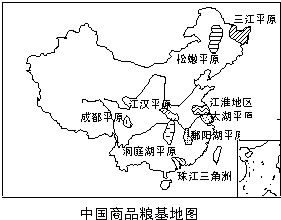 三江平原
松嫩平原
江汉平原
江淮地区
成都平原
太湖平原
鄱阳湖平原
洞庭湖平原
珠江三角洲
中国商品粮基地图